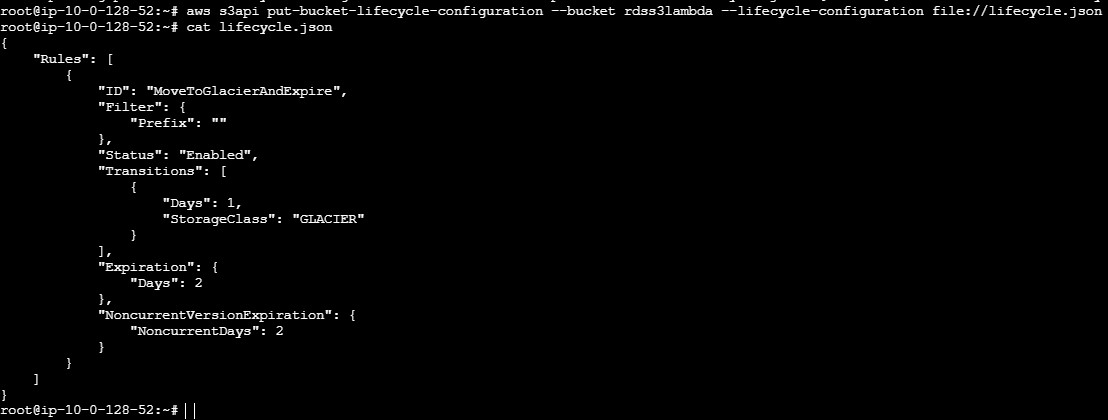 root@ip-10-0-128-52:~# aws s3api put-bucket-lifecycle-configuration --bucket rdss3lambda --lifecycle-configuration file://lifecycle.json
root@ip-10-0-128-52:~# cat lifecycle.json
{
    "Rules": [
        {
            "ID": "MoveToGlacierAndExpire",
            "Filter": {
                "Prefix": ""
            },
            "Status": "Enabled",
            "Transitions": [
                {
                    "Days": 1,
                    "StorageClass": "GLACIER"
                }
            ],
            "Expiration": {
                "Days": 2
            },
            "NoncurrentVersionExpiration": {
                "NoncurrentDays": 2
            }
        }
    ]
}
root@ip-10-0-128-52:~#